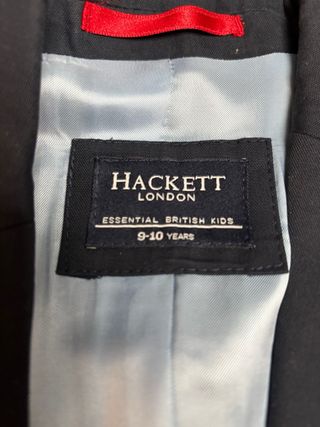 HACKETT
LONDON
ESSENTIAL BRITISH KIDS
9-10 YEARS